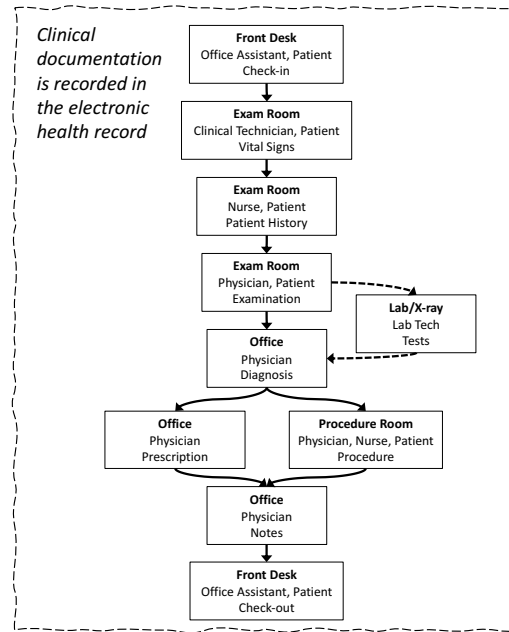 Clinical
documentation
is recorded in
the electronic
health record
Front Desk
Office Assistant, Patient
Check-in
Exam Room
Clinical Technician, Patient
Vital Signs
Exam Room
Nurse, Patient
Patient History
Exam Room
Physician, Patient
Examination
Lab/X-ray
Lab Tech
Tests
Office
Physician
Diagnosis
Office
Physician
Prescription
Procedure Room
Physician, Nurse, Patient
Procedure
Office
Physician
Notes
Front Desk
Office Assistant, Patient
Check-out